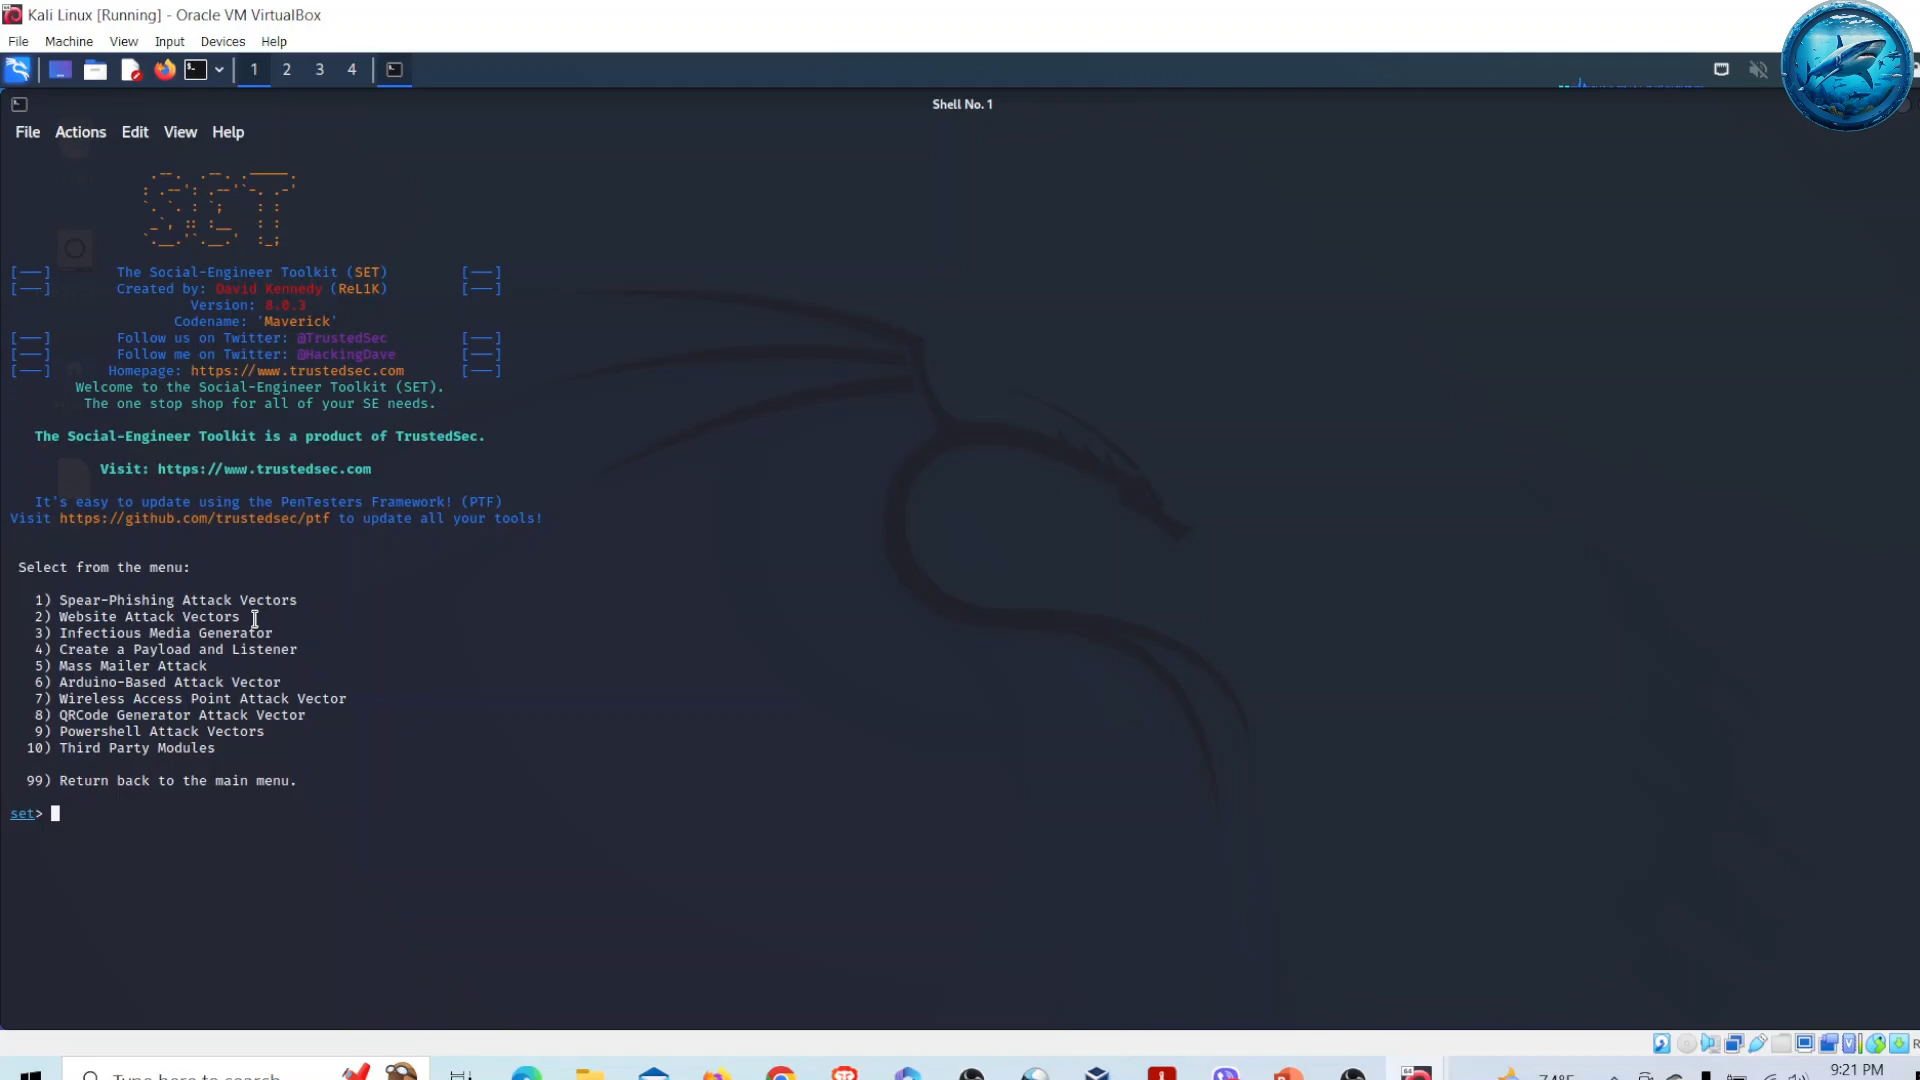 Kali Linux [Running] - Oracle VM VirtualBox
File Machine View Input Devices Help
1 2 3 4
Shell No. 1
File Actions Edit View Help
SET
[---] The Social-Engineer Toolkit (SET) [---]
[---] Created by: David Kennedy (ReL1K) [---]
Version: 8.0.3
Codename: 'Maverick'
[---] Follow us on Twitter: @TrustedSec [---]
[---] Follow me on Twitter: @HackingDave [---]
[---] Homepage: https://www.trustedsec.com [---]
Welcome to the Social-Engineer Toolkit (SET).
The one stop shop for all of your SE needs.
The Social-Engineer Toolkit is a product of TrustedSec.
Visit: https://www.trustedsec.com
It's easy to update using the PenTesters Framework! (PTF)
Visit https://github.com/trustedsec/ptf to update all your tools!
Select from the menu:
1) Spear-Phishing Attack Vectors
2) Website Attack Vectors
3) Infectious Media Generator
4) Create a Payload and Listener
5) Mass Mailer Attack
6) Arduino-Based Attack Vector
7) Wireless Access Point Attack Vector
8) QRCode Generator Attack Vector
9) Powershell Attack Vectors
10) Third Party Modules
99) Return back to the main menu.
set>
Type here to search
74°F
9:21 PM